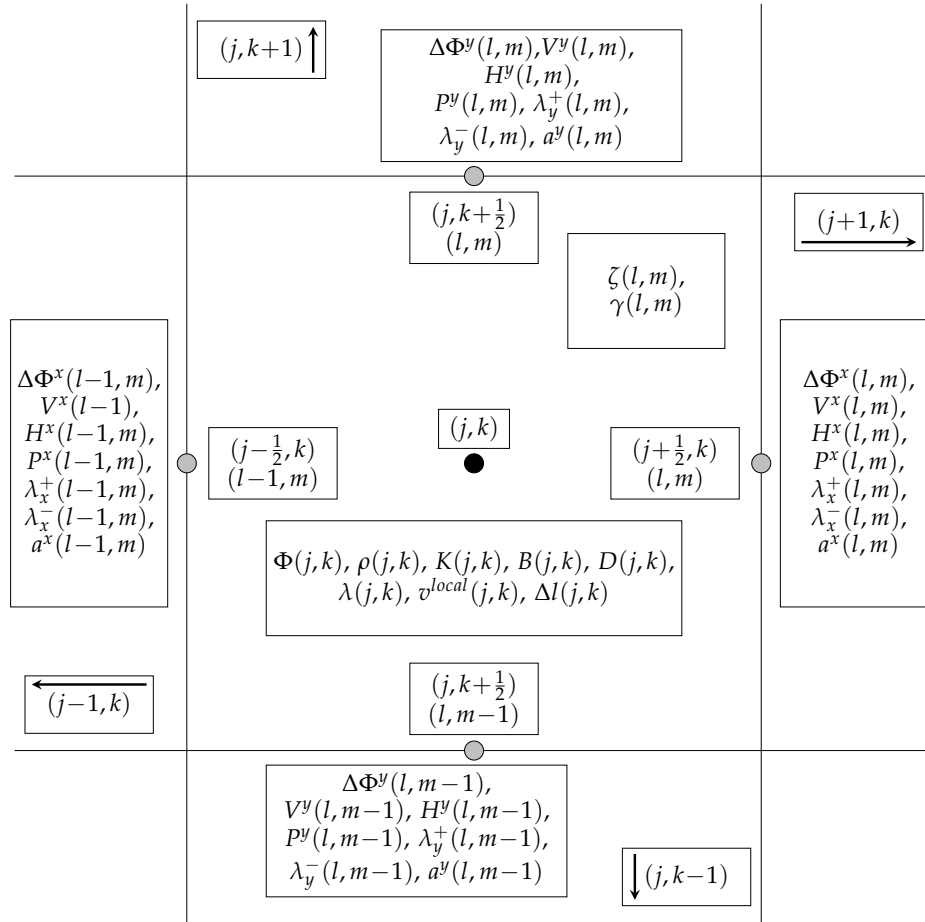 (j, k+1)
ΔΦ^y(l, m),V^y(l, m),
H^y(l, m),
P^y(l, m), λ_y^+(l, m),
λ_y^−(l, m), a^y(l, m)
(j, k+½)
(l, m)
(j+1, k)
ζ(l, m),
γ(l, m)
ΔΦ^x(l−1, m),
V^x(l−1),
H^x(l−1, m),
P^x(l−1, m),
λ_x^+(l−1, m),
λ_x^−(l−1, m),
a^x(l−1, m)
(j−½, k)
(l−1, m)
(j, k)
(j+½, k)
(l, m)
ΔΦ^x(l, m),
V^x(l, m),
H^x(l, m),
P^x(l, m),
λ_x^+(l, m),
λ_x^−(l, m),
a^x(l, m)
Φ(j, k), ρ(j, k), K(j, k), B(j, k), D(j, k),
λ(j, k), v^local(j, k), Δl(j, k)
(j−1, k)
(j, k+½)
(l, m−1)
ΔΦ^y(l, m−1),
V^y(l, m−1), H^y(l, m−1),
P^y(l, m−1), λ_y^+(l, m−1),
λ_y^−(l, m−1), a^y(l, m−1)
(j, k−1)